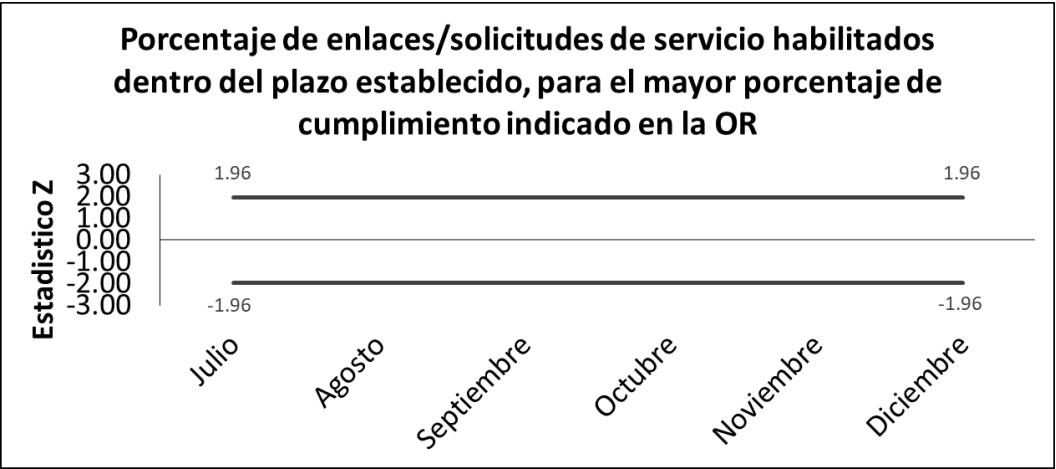 Porcentaje de enlaces/solicitudes de servicio habilitados
dentro del plazo establecido, para el mayor porcentaje de
cumplimiento indicado en la OR
Estadistico Z
3.00
2.00
1.00
0.00
-1.00
-2.00
-3.00
1.96
1.96
-1.96
-1.96
Julio
Agosto
Septiembre
Octubre
Noviembre
Diciembre